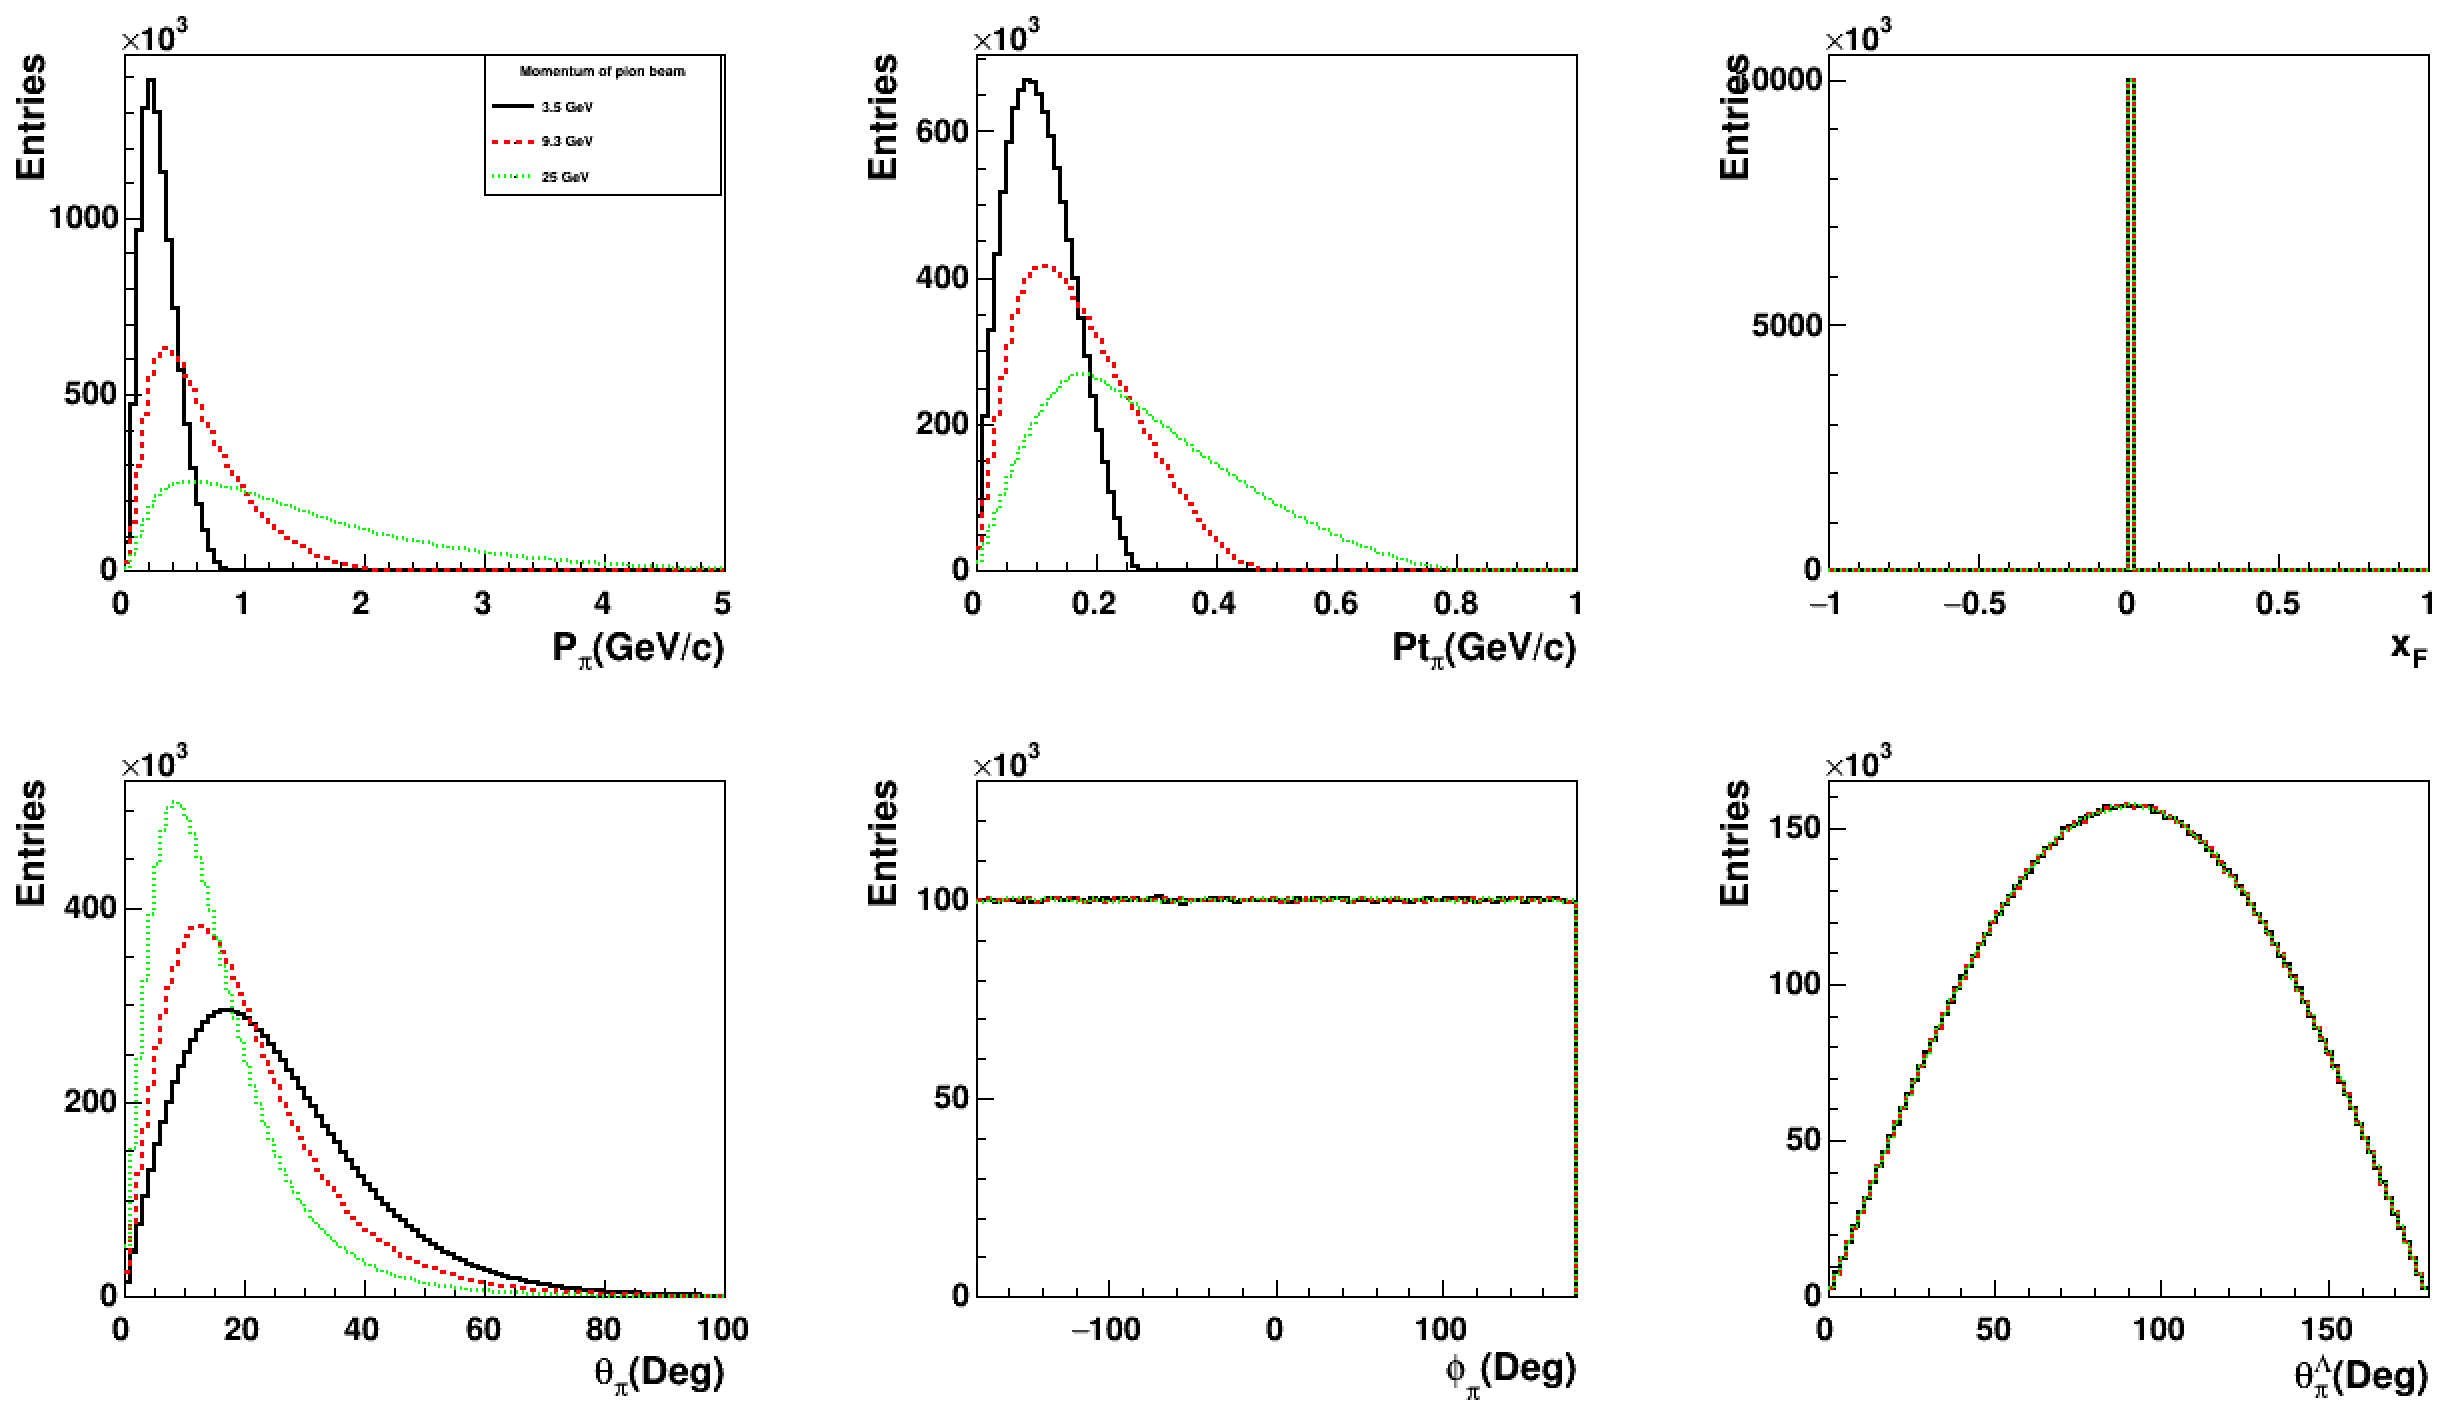 ×10³
Entries
1000
500
0
0 1 2 3 4 5
P_π(GeV/c)
Momentum of pion beam
3.5 GeV
9.3 GeV
25 GeV
×10³
Entries
600
400
200
0
0 0.2 0.4 0.6 0.8 1
Pt_π(GeV/c)
×10³
Entries
0000
5000
0
−1 −0.5 0 0.5 1
x_F
×10³
Entries
400
200
0
0 20 40 60 80 100
θ_π(Deg)
×10³
Entries
100
50
0
−100 0 100
ϕ_π(Deg)
×10³
Entries
150
100
50
0
0 50 100 150
θ_π^Λ(Deg)